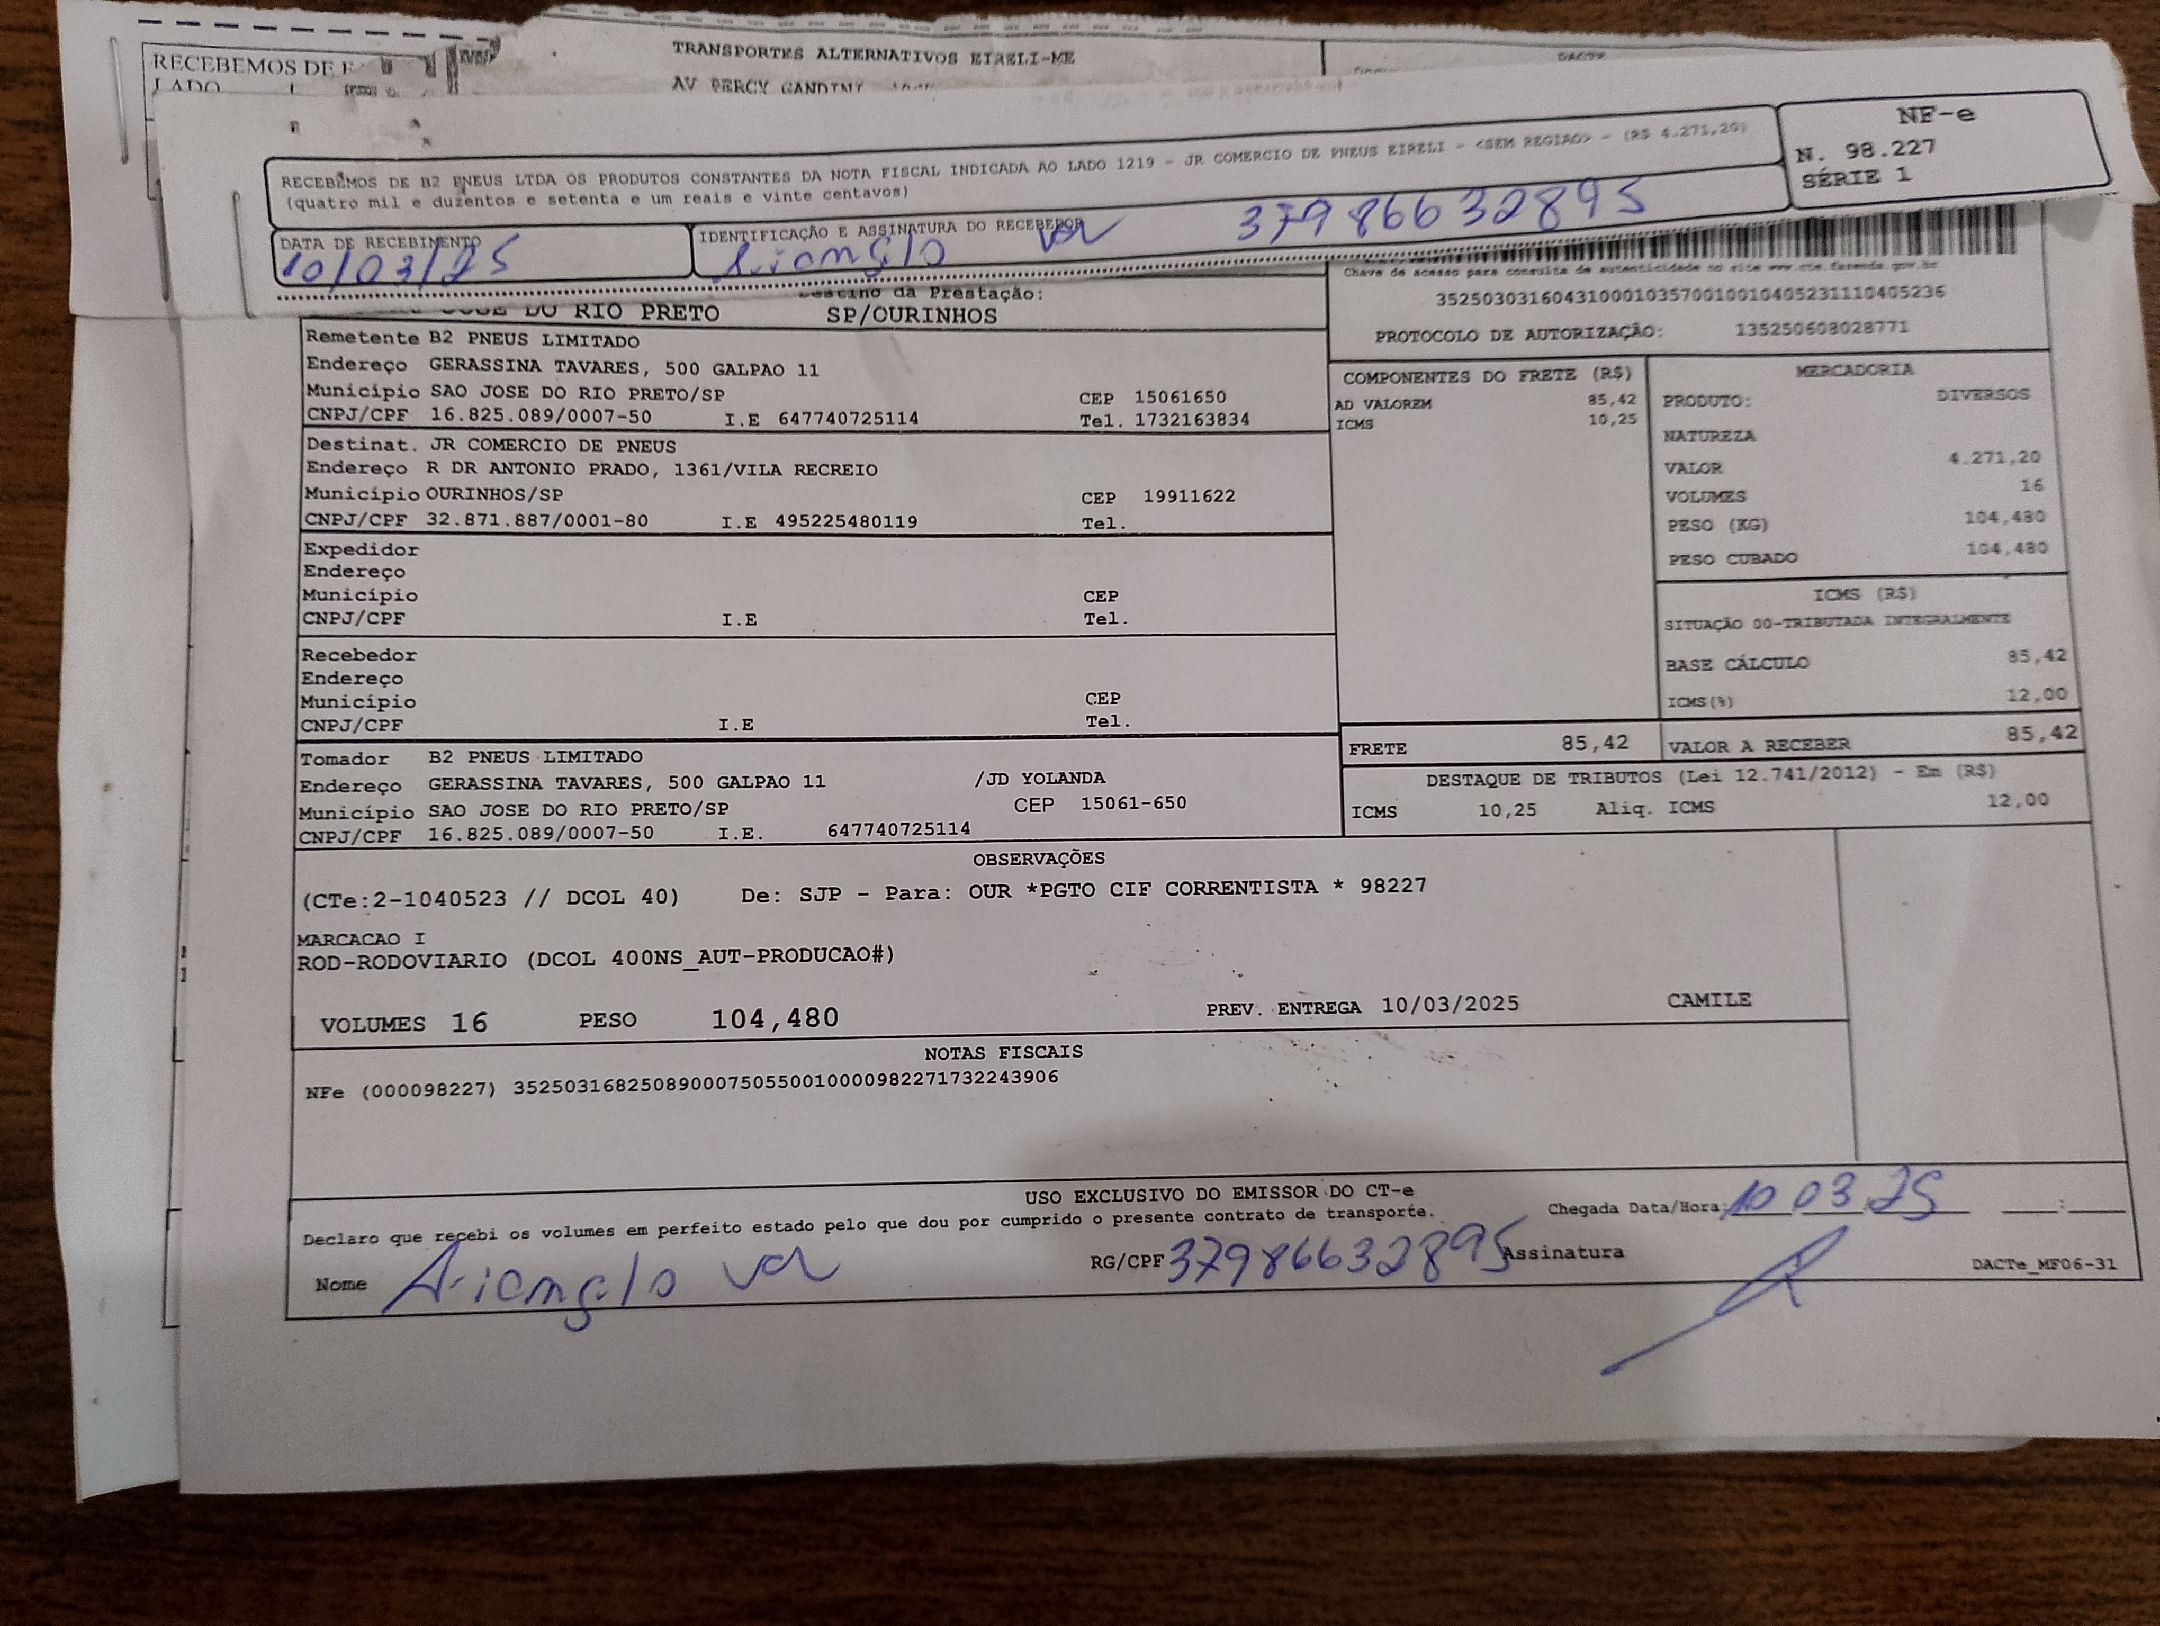 RECEBEMOS DE
LADO
TRANSPORTES ALTERNATIVOS EIRELI-ME
AV PERCY GANDINI
DACTE
RECEBEMOS DE B2 PNEUS LTDA OS PRODUTOS CONSTANTES DA NOTA FISCAL INDICADA AO LADO 1219 - JR COMERCIO DE PNEUS EIRELI - <SEM REGIAO> - (R$ 4.271,20)
(quatro mil e duzentos e setenta e um reais e vinte centavos)
NF-e
N. 98.227
SÉRIE 1
DATA DE RECEBIMENTO
10/03/25
IDENTIFICAÇÃO E ASSINATURA DO RECEBEDOR
37986632895
Destino da Prestação:
JOSE DO RIO PRETO SP/OURINHOS
Chave de acesso para consulta de autenticidade no site www.cte.fazenda.gov.br
35250303160431000103570010010405231110405236
PROTOCOLO DE AUTORIZAÇÃO: 135250608028771
Remetente B2 PNEUS LIMITADO
Endereço GERASSINA TAVARES, 500 GALPAO 11
Município SAO JOSE DO RIO PRETO/SP CEP 15061650
CNPJ/CPF 16.825.089/0007-50 I.E 647740725114 Tel. 1732163834
Destinat. JR COMERCIO DE PNEUS
Endereço R DR ANTONIO PRADO, 1361/VILA RECREIO
Município OURINHOS/SP CEP 19911622
CNPJ/CPF 32.871.887/0001-80 I.E 495225480119 Tel.
Expedidor
Endereço
Município CEP
CNPJ/CPF I.E Tel.
Recebedor
Endereço
Município CEP
CNPJ/CPF I.E Tel.
Tomador B2 PNEUS LIMITADO
Endereço GERASSINA TAVARES, 500 GALPAO 11 /JD YOLANDA
Município SAO JOSE DO RIO PRETO/SP CEP 15061-650
CNPJ/CPF 16.825.089/0007-50 I.E. 647740725114
COMPONENTES DO FRETE (R$)
AD VALOREM 85,42
ICMS 10,25
MERCADORIA
PRODUTO: DIVERSOS
NATUREZA
VALOR 4.271,20
VOLUMES 16
PESO (KG) 104,480
PESO CUBADO 104,480
ICMS (R$)
SITUAÇÃO 00-TRIBUTADA INTEGRALMENTE
BASE CÁLCULO 85,42
ICMS(%) 12,00
FRETE 85,42 VALOR A RECEBER 85,42
DESTAQUE DE TRIBUTOS (Lei 12.741/2012) - Em (R$)
ICMS 10,25 Aliq. ICMS 12,00
OBSERVAÇÕES
(CTe:2-1040523 // DCOL 40) De: SJP - Para: OUR *PGTO CIF CORRENTISTA * 98227
MARCACAO I
ROD-RODOVIARIO (DCOL 400NS_AUT-PRODUCAO#)
VOLUMES 16 PESO 104,480 PREV. ENTREGA 10/03/2025 CAMILE
NOTAS FISCAIS
NFe (000098227) 35250316825089000750550010000982271732243906
USO EXCLUSIVO DO EMISSOR DO CT-e
Declaro que recebi os volumes em perfeito estado pelo que dou por cumprido o presente contrato de transporte.
Chegada Data/Hora: 10 03 25 :
Nome
RG/CPF 37986632895 Assinatura
DACTe_MF06-31